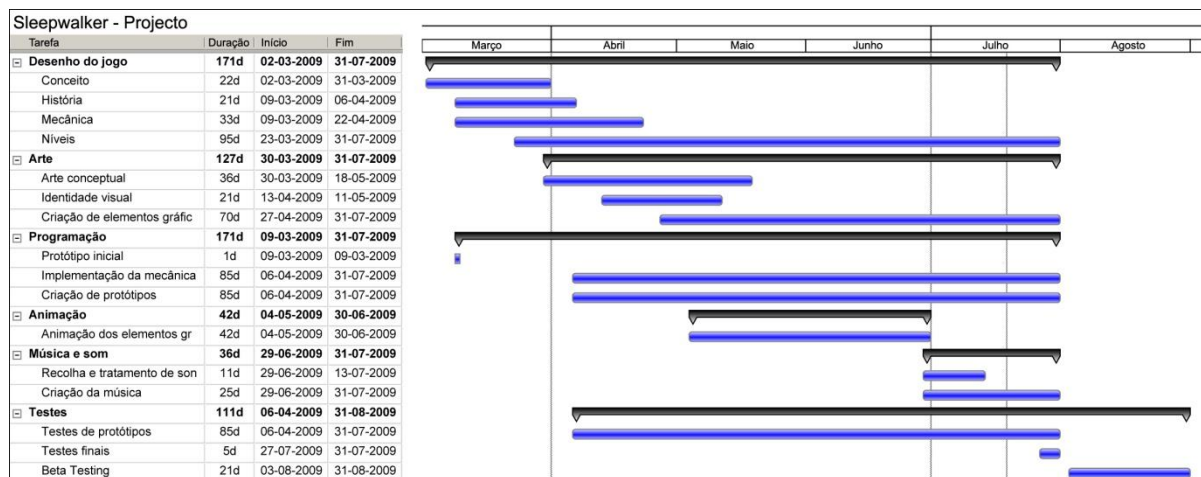 Sleepwalker - Projecto
Tarefa Duração Início Fim Março Abril Maio Junho Julho Agosto
Desenho do jogo 171d 02-03-2009 31-07-2009
Conceito 22d 02-03-2009 31-03-2009
História 21d 09-03-2009 06-04-2009
Mecânica 33d 09-03-2009 22-04-2009
Níveis 95d 23-03-2009 31-07-2009
Arte 127d 30-03-2009 31-07-2009
Arte conceptual 36d 30-03-2009 18-05-2009
Identidade visual 21d 13-04-2009 11-05-2009
Criação de elementos gráfic 70d 27-04-2009 31-07-2009
Programação 171d 09-03-2009 31-07-2009
Protótipo inicial 1d 09-03-2009 09-03-2009
Implementação da mecânica 85d 06-04-2009 31-07-2009
Criação de protótipos 85d 06-04-2009 31-07-2009
Animação 42d 04-05-2009 30-06-2009
Animação dos elementos gr 42d 04-05-2009 30-06-2009
Música e som 36d 29-06-2009 31-07-2009
Recolha e tratamento de son 11d 29-06-2009 13-07-2009
Criação da música 25d 29-06-2009 31-07-2009
Testes 111d 06-04-2009 31-08-2009
Testes de protótipos 85d 06-04-2009 31-07-2009
Testes finais 5d 27-07-2009 31-07-2009
Beta Testing 21d 03-08-2009 31-08-2009